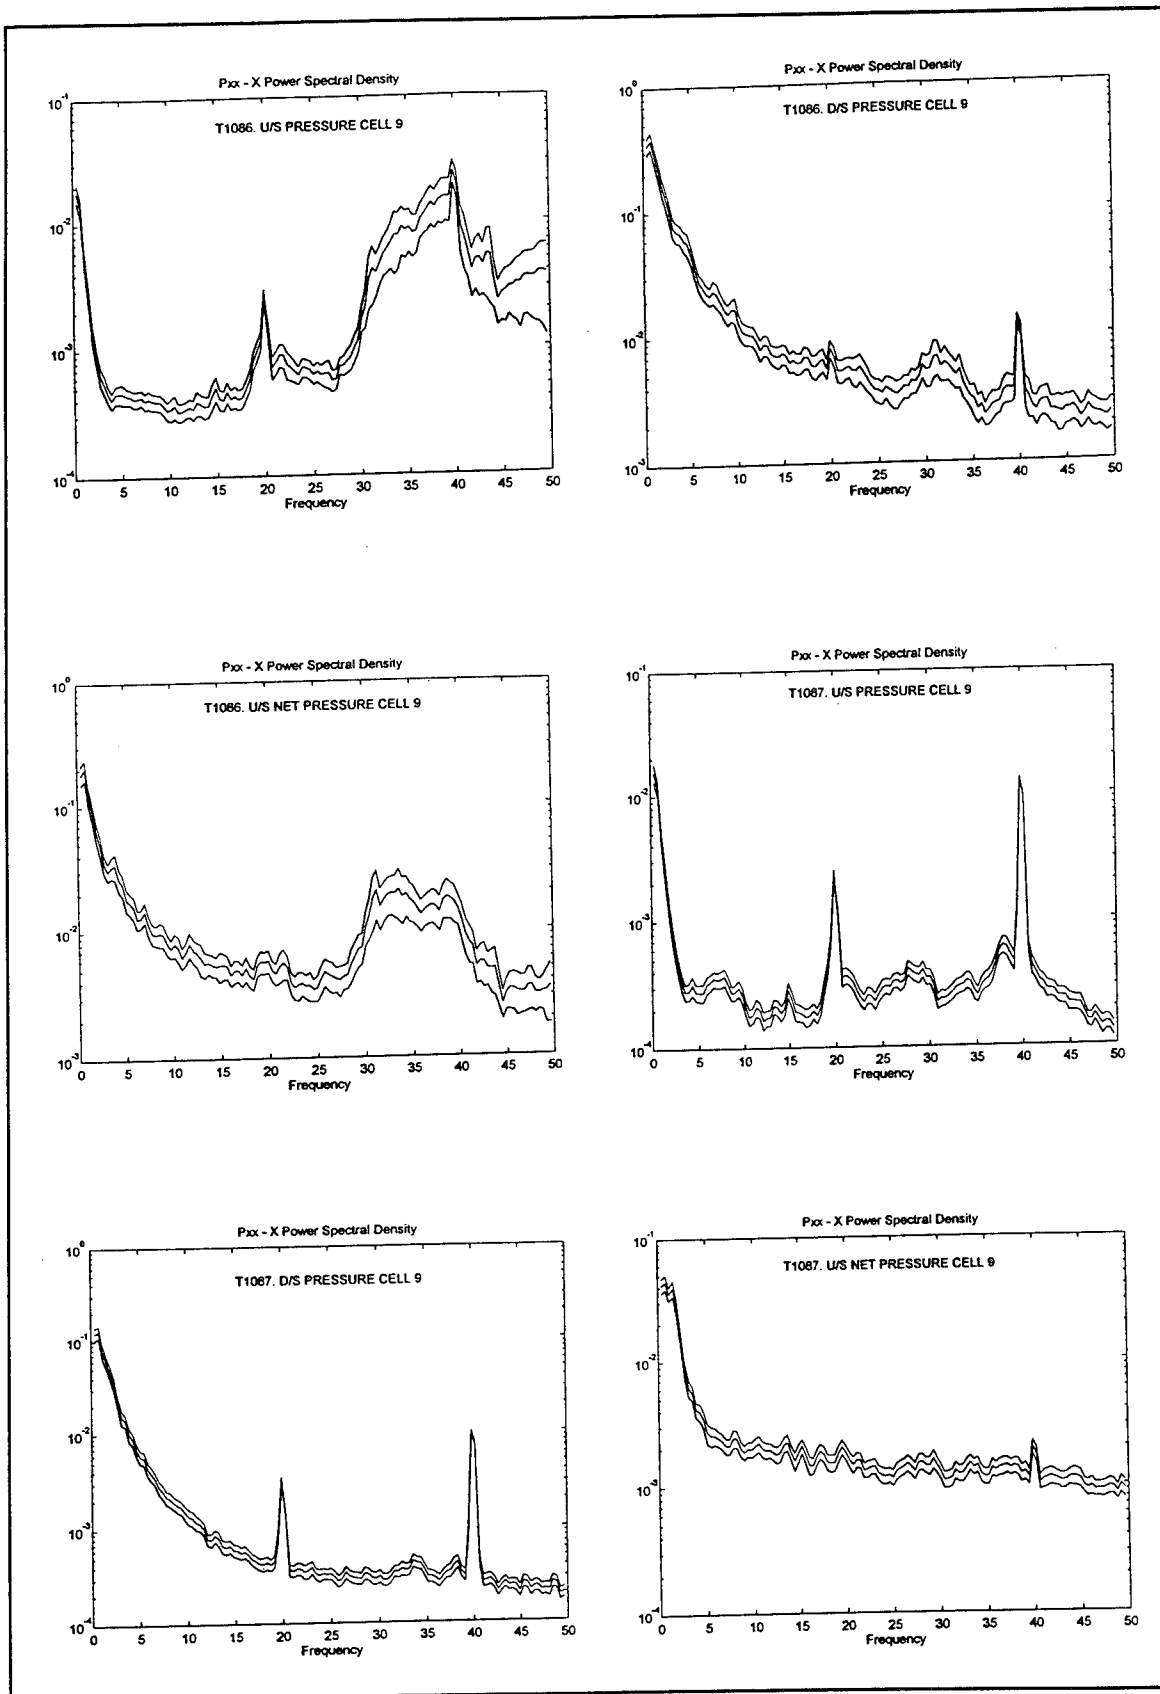 Pxx - X Power Spectral Density
T1086. U/S PRESSURE CELL 9
10^-1
10^-2
10^-3
10^-4
0 5 10 15 20 25 30 35 40 45 50
Frequency
Pxx - X Power Spectral Density
T1086. D/S PRESSURE CELL 9
10^0
10^-1
10^-2
10^-3
0 5 10 15 20 25 30 35 40 45 50
Frequency
Pxx - X Power Spectral Density
T1086. U/S NET PRESSURE CELL 9
10^0
10^-1
10^-2
10^-3
0 5 10 15 20 25 30 35 40 45 50
Frequency
Pxx - X Power Spectral Density
T1087. U/S PRESSURE CELL 9
10^-1
10^-2
10^-3
10^-4
0 5 10 15 20 25 30 35 40 45 50
Frequency
Pxx - X Power Spectral Density
T1087. D/S PRESSURE CELL 9
10^0
10^-1
10^-2
10^-3
10^-4
0 5 10 15 20 25 30 35 40 45 50
Frequency
Pxx - X Power Spectral Density
T1087. U/S NET PRESSURE CELL 9
10^-1
10^-2
10^-3
10^-4
0 5 10 15 20 25 30 35 40 45 50
Frequency